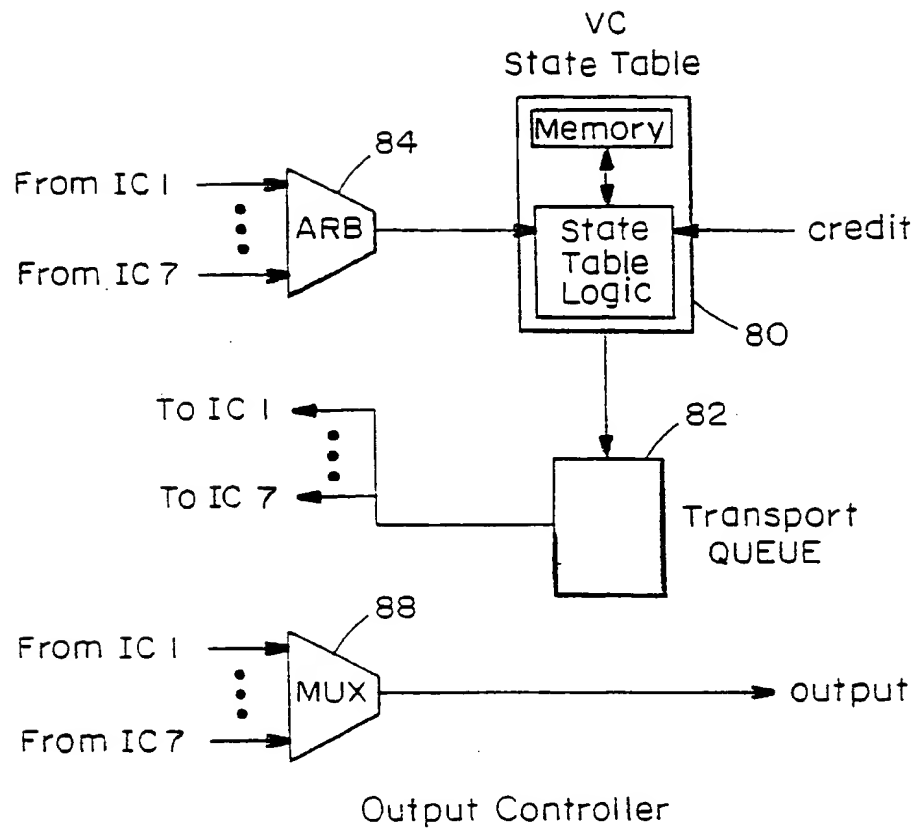 VC
State Table
Memory
84
From IC 1
ARB
State
Table
Logic
credit
From IC 7
80
To IC 1
82
To IC 7
Transport
QUEUE
88
From IC 1
MUX
output
From IC 7
Output Controller